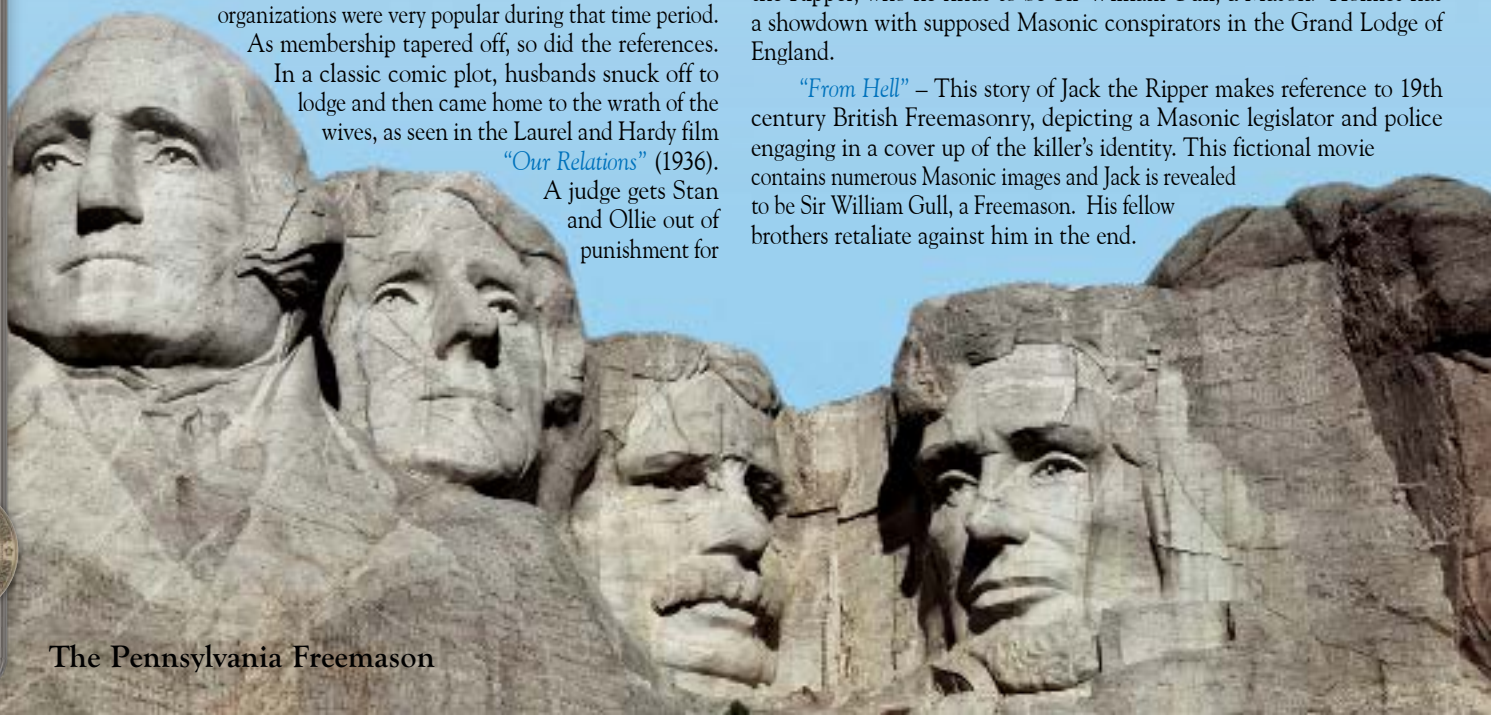 organizations were very popular during that time period.
As membership tapered off, so did the references.
In a classic comic plot, husbands snuck off to
lodge and then came home to the wrath of the
wives, as seen in the Laurel and Hardy film
“Our Relations” (1936).
A judge gets Stan
and Ollie out of
punishment for
a showdown with supposed Masonic conspirators in the Grand Lodge of
England.
“From Hell” – This story of Jack the Ripper makes reference to 19th
century British Freemasonry, depicting a Masonic legislator and police
engaging in a cover up of the killer’s identity. This fictional movie
contains numerous Masonic images and Jack is revealed
to be Sir William Gull, a Freemason. His fellow
brothers retaliate against him in the end.
The Pennsylvania Freemason